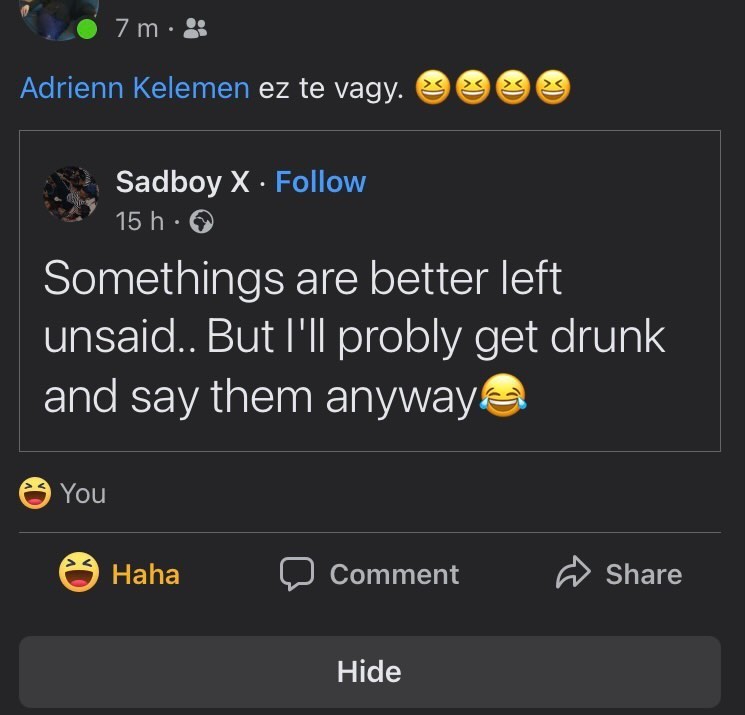 7 m ·
Adrienn Kelemen ez te vagy. 😆😆😆😆
Sadboy X · Follow
15 h ·
Somethings are better left
unsaid.. But I'll probly get drunk
and say them anyway😂
You
Haha
Comment
Share
Hide